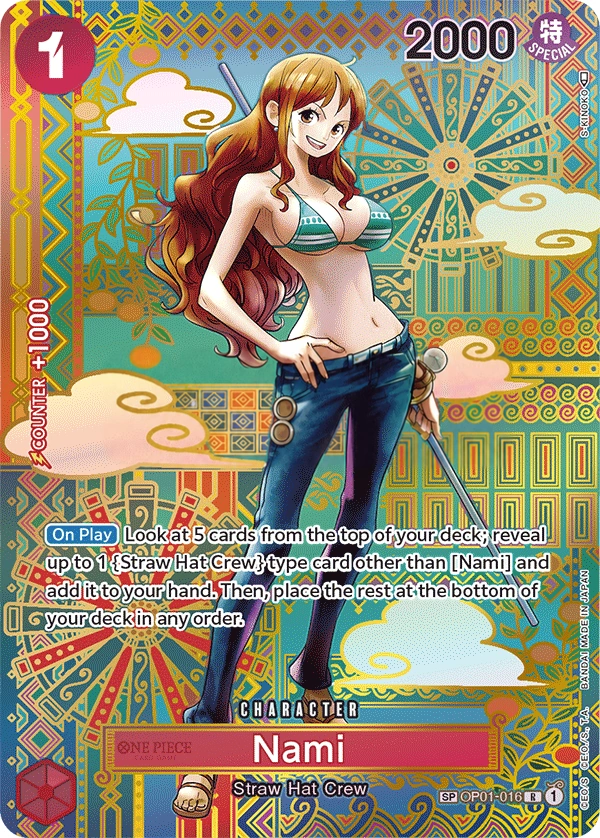 1
2000
特
SPECIAL
S-KINOKO
COUNTER +1000
On Play Look at 5 cards from the top of your deck; reveal
up to 1 {Straw Hat Crew} type card other than [Nami] and
add it to your hand. Then, place the rest at the bottom of
your deck in any order.
CHARACTER
ONE PIECE
CARD GAME
Nami
Straw Hat Crew
SP OP01-016 R 1
CEO/S CEO/S, T.A. BANDAI MADE IN JAPAN